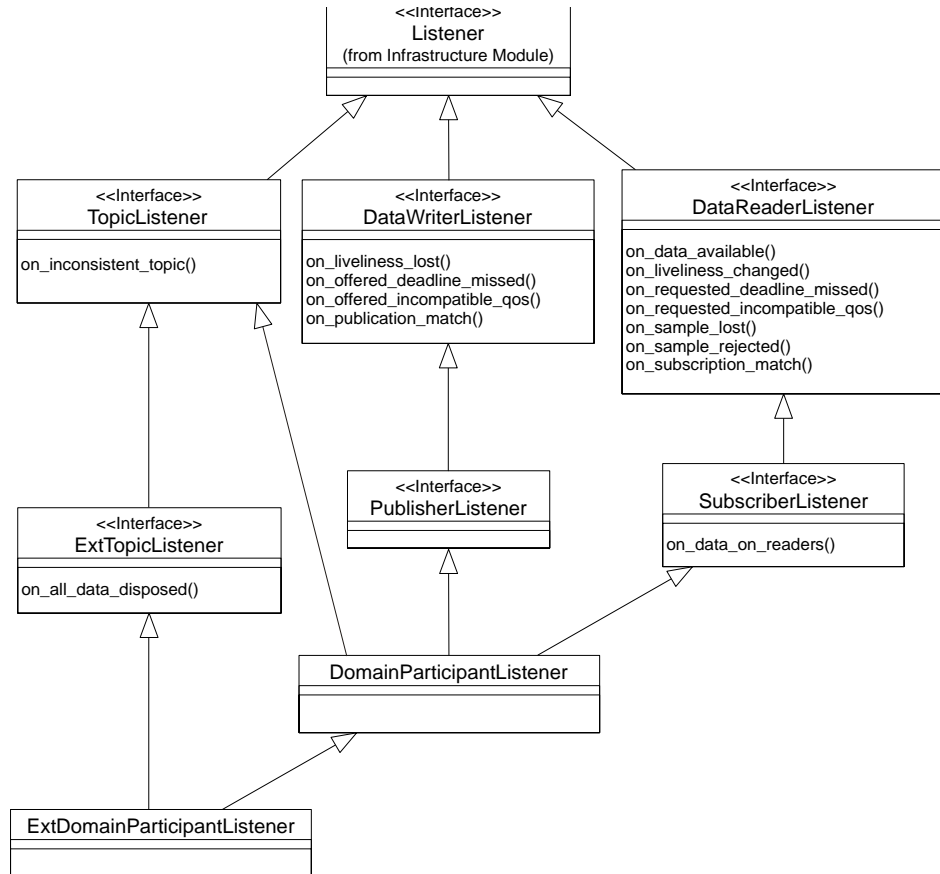 <<Interface>>
Listener
(from Infrastructure Module)
<<Interface>>
TopicListener
on_inconsistent_topic()
<<Interface>>
DataWriterListener
on_liveliness_lost()
on_offered_deadline_missed()
on_offered_incompatible_qos()
on_publication_match()
<<Interface>>
DataReaderListener
on_data_available()
on_liveliness_changed()
on_requested_deadline_missed()
on_requested_incompatible_qos()
on_sample_lost()
on_sample_rejected()
on_subscription_match()
<<Interface>>
ExtTopicListener
on_all_data_disposed()
<<Interface>>
PublisherListener
<<Interface>>
SubscriberListener
on_data_on_readers()
DomainParticipantListener
ExtDomainParticipantListener